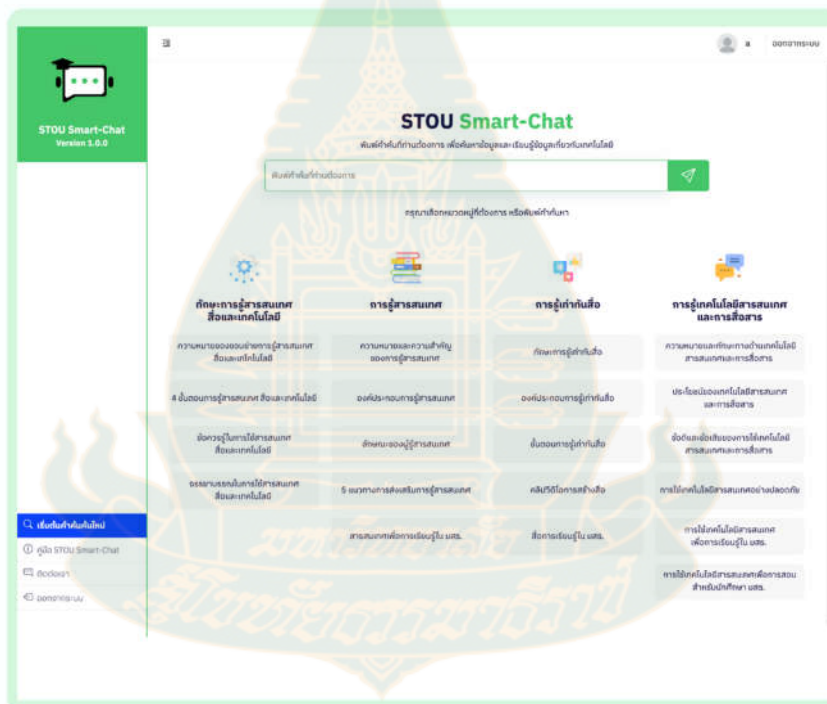 STOU Smart-Chat
Version 1.0.0
a
ออกจากระบบ
STOU Smart-Chat
พิมพ์คำค้นที่ท่านต้องการ เพื่อค้นหาข้อมูลและเรียนรู้ข้อมูลเกี่ยวกับเทคโนโลยี
พิมพ์คำค้นที่ท่านต้องการ
กรุณาเลือกหมวดหมู่ที่ต้องการ หรือพิมพ์คำค้นหา
ทักษะการรู้สารสนเทศ
สื่อและเทคโนโลยี
ความหมายของขอบข่ายการรู้สารสนเทศ
สื่อและเทคโนโลยี
4 ขั้นตอนการรู้สารสนเทศ สื่อและเทคโนโลยี
ข้อควรรู้ในการใช้สารสนเทศ
สื่อและเทคโนโลยี
จรรยาบรรณในการใช้สารสนเทศ
สื่อและเทคโนโลยี
การรู้สารสนเทศ
ความหมายและความสำคัญ
ของการรู้สารสนเทศ
องค์ประกอบการรู้สารสนเทศ
ลักษณะของผู้รู้สารสนเทศ
5 แนวทางการส่งเสริมการรู้สารสนเทศ
สารสนเทศเพื่อการเรียนรู้ใน มสธ.
การรู้เท่าทันสื่อ
ทักษะการรู้เท่าทันสื่อ
องค์ประกอบการรู้เท่าทันสื่อ
ขั้นตอนการรู้เท่าทันสื่อ
คลิปวิดีโอการสร้างสื่อ
สื่อการเรียนรู้ใน มสธ.
การรู้เทคโนโลยีสารสนเทศ
และการสื่อสาร
ความหมายและทักษะทางด้านเทคโนโลยี
สารสนเทศและการสื่อสาร
ประโยชน์ของเทคโนโลยีสารสนเทศ
และการสื่อสาร
ข้อดีและข้อเสียของการใช้เทคโนโลยี
สารสนเทศและการสื่อสาร
การใช้เทคโนโลยีสารสนเทศอย่างปลอดภัย
การใช้เทคโนโลยีสารสนเทศ
เพื่อการเรียนรู้ใน มสธ.
การใช้เทคโนโลยีสารสนเทศเพื่อการสอน
สำหรับนักศึกษา มสธ.
เริ่มต้นคำค้นค้นใหม่
คู่มือ STOU Smart-Chat
ติดต่อเรา
ออกจากระบบ
มหาวิทยาลัย
สุโขทัยธรรมาธิราช